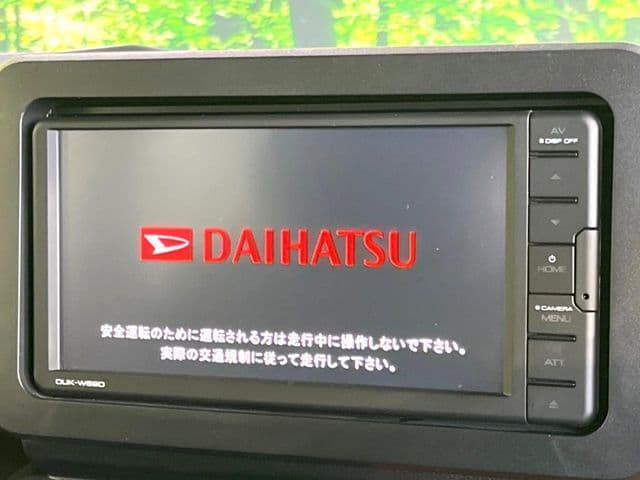 AV
DISP OFF
DAIHATSU
HOME
CAMERA
MENU
安全運転のために運転される方は走行中に操作しないで下さい。
実際の交通規制に従って走行して下さい。
ATT